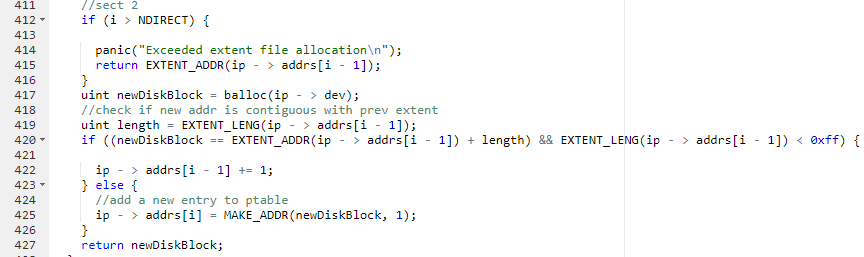 411 //sect 2
412 if (i > NDIRECT) {
413
414 panic("Exceeded extent file allocation\n");
415 return EXTENT_ADDR(ip - > addrs[i - 1]);
416 }
417 uint newDiskBlock = balloc(ip - > dev);
418 //check if new addr is contiguous with prev extent
419 uint length = EXTENT_LENG(ip - > addrs[i - 1]);
420 if ((newDiskBlock == EXTENT_ADDR(ip - > addrs[i - 1]) + length) && EXTENT_LENG(ip - > addrs[i - 1]) < 0xff) {
421
422 ip - > addrs[i - 1] += 1;
423 } else {
424 //add a new entry to ptable
425 ip - > addrs[i] = MAKE_ADDR(newDiskBlock, 1);
426 }
427 return newDiskBlock;